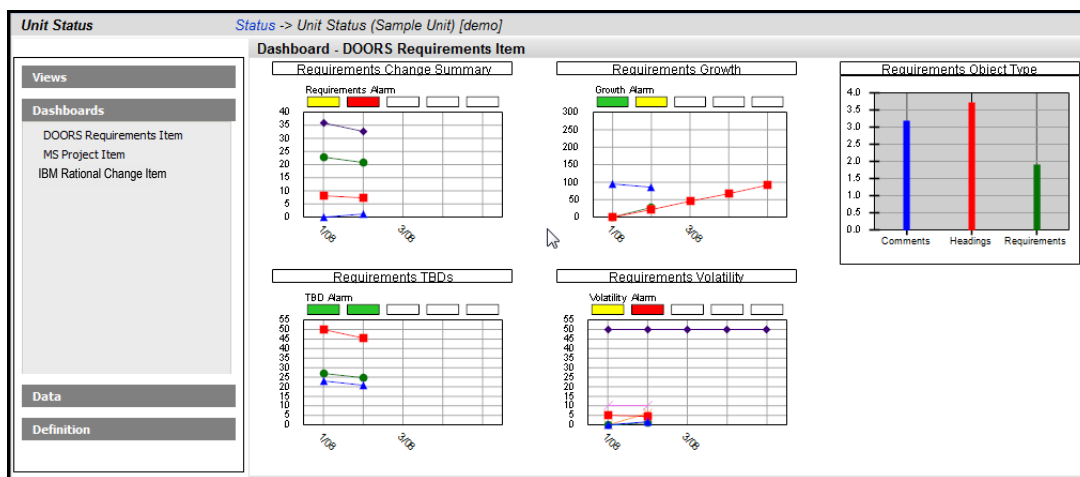 Unit Status
Status -> Unit Status (Sample Unit) [demo]
Dashboard - DOORS Requirements Item
Views
Dashboards
DOORS Requirements Item
MS Project Item
IBM Rational Change Item
Data
Definition
Requirements Change Summary
Requirements Alarm
40
35
30
25
20
15
10
5
0
1/08
3/08
Requirements Growth
Growth Alarm
300
250
200
150
100
50
0
1/08
3/08
Requirements Object Type
4.0
3.5
3.0
2.5
2.0
1.5
1.0
0.5
0.0
Comments
Headings
Requirements
Requirements TBDs
TBD Alarm
55
50
45
40
35
30
25
20
15
10
5
0
1/08
3/08
Requirements Volatility
Volatility Alarm
55
50
45
40
35
30
25
20
15
10
5
0
1/08
3/08